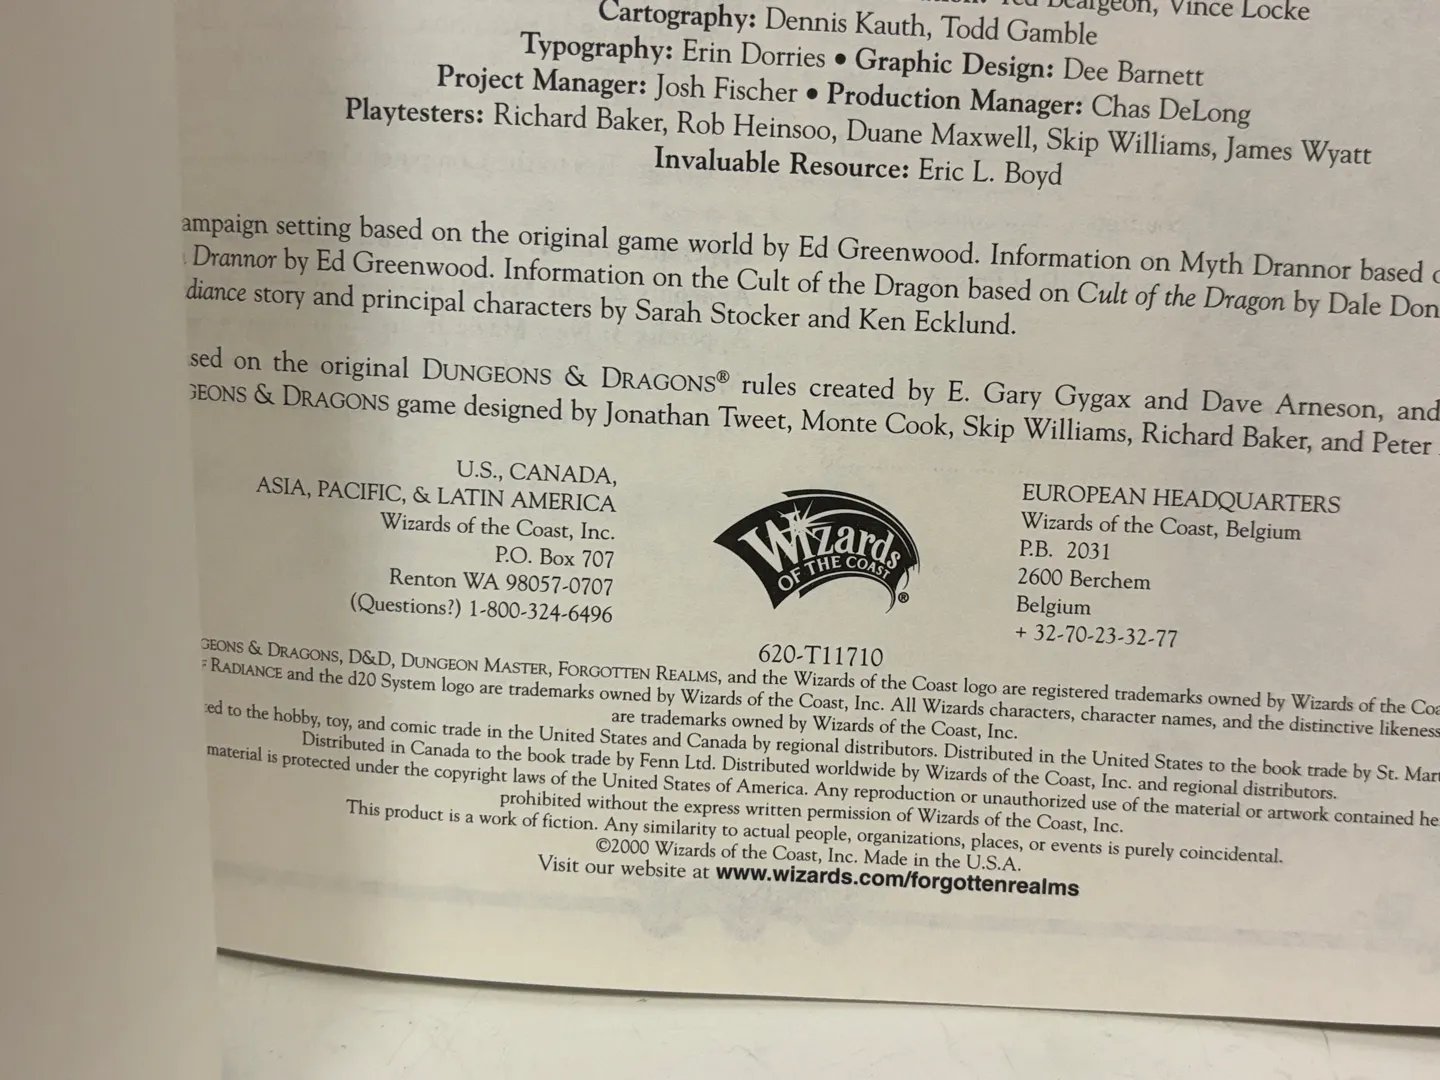 Vince Locke
Cartography: Dennis Kauth, Todd Gamble
Typography: Erin Dorries • Graphic Design: Dee Barnett
Project Manager: Josh Fischer • Production Manager: Chas DeLong
Playtesters: Richard Baker, Rob Heinsoo, Duane Maxwell, Skip Williams, James Wyatt
Invaluable Resource: Eric L. Boyd
ampaign setting based on the original game world by Ed Greenwood. Information on Myth Drannor based
Drannor by Ed Greenwood. Information on the Cult of the Dragon based on Cult of the Dragon by Dale Don
diance story and principal characters by Sarah Stocker and Ken Ecklund.
sed on the original DUNGEONS & DRAGONS® rules created by E. Gary Gygax and Dave Arneson, and
GEONS & DRAGONS game designed by Jonathan Tweet, Monte Cook, Skip Williams, Richard Baker, and Peter
U.S., CANADA,
ASIA, PACIFIC, & LATIN AMERICA
Wizards of the Coast, Inc.
P.O. Box 707
Renton WA 98057-0707
(Questions?) 1-800-324-6496
Wizards
OF THE COAST ®
620-T11710
EUROPEAN HEADQUARTERS
Wizards of the Coast, Belgium
P.B. 2031
2600 Berchem
Belgium
+ 32-70-23-32-77
GEONS & DRAGONS, D&D, DUNGEON MASTER, FORGOTTEN REALMS, and the Wizards of the Coast logo are registered trademarks owned by Wizards of the Coa
F RADIANCE and the d20 System logo are trademarks owned by Wizards of the Coast, Inc. All Wizards characters, character names, and the distinctive likeness
are trademarks owned by Wizards of the Coast, Inc.
ed to the hobby, toy, and comic trade in the United States and Canada by regional distributors. Distributed in the United States to the book trade by St. Mart
Distributed in Canada to the book trade by Fenn Ltd. Distributed worldwide by Wizards of the Coast, Inc. and regional distributors.
material is protected under the copyright laws of the United States of America. Any reproduction or unauthorized use of the material or artwork contained he
prohibited without the express written permission of Wizards of the Coast, Inc.
This product is a work of fiction. Any similarity to actual people, organizations, places, or events is purely coincidental.
©2000 Wizards of the Coast, Inc. Made in the U.S.A.
Visit our website at www.wizards.com/forgottenrealms